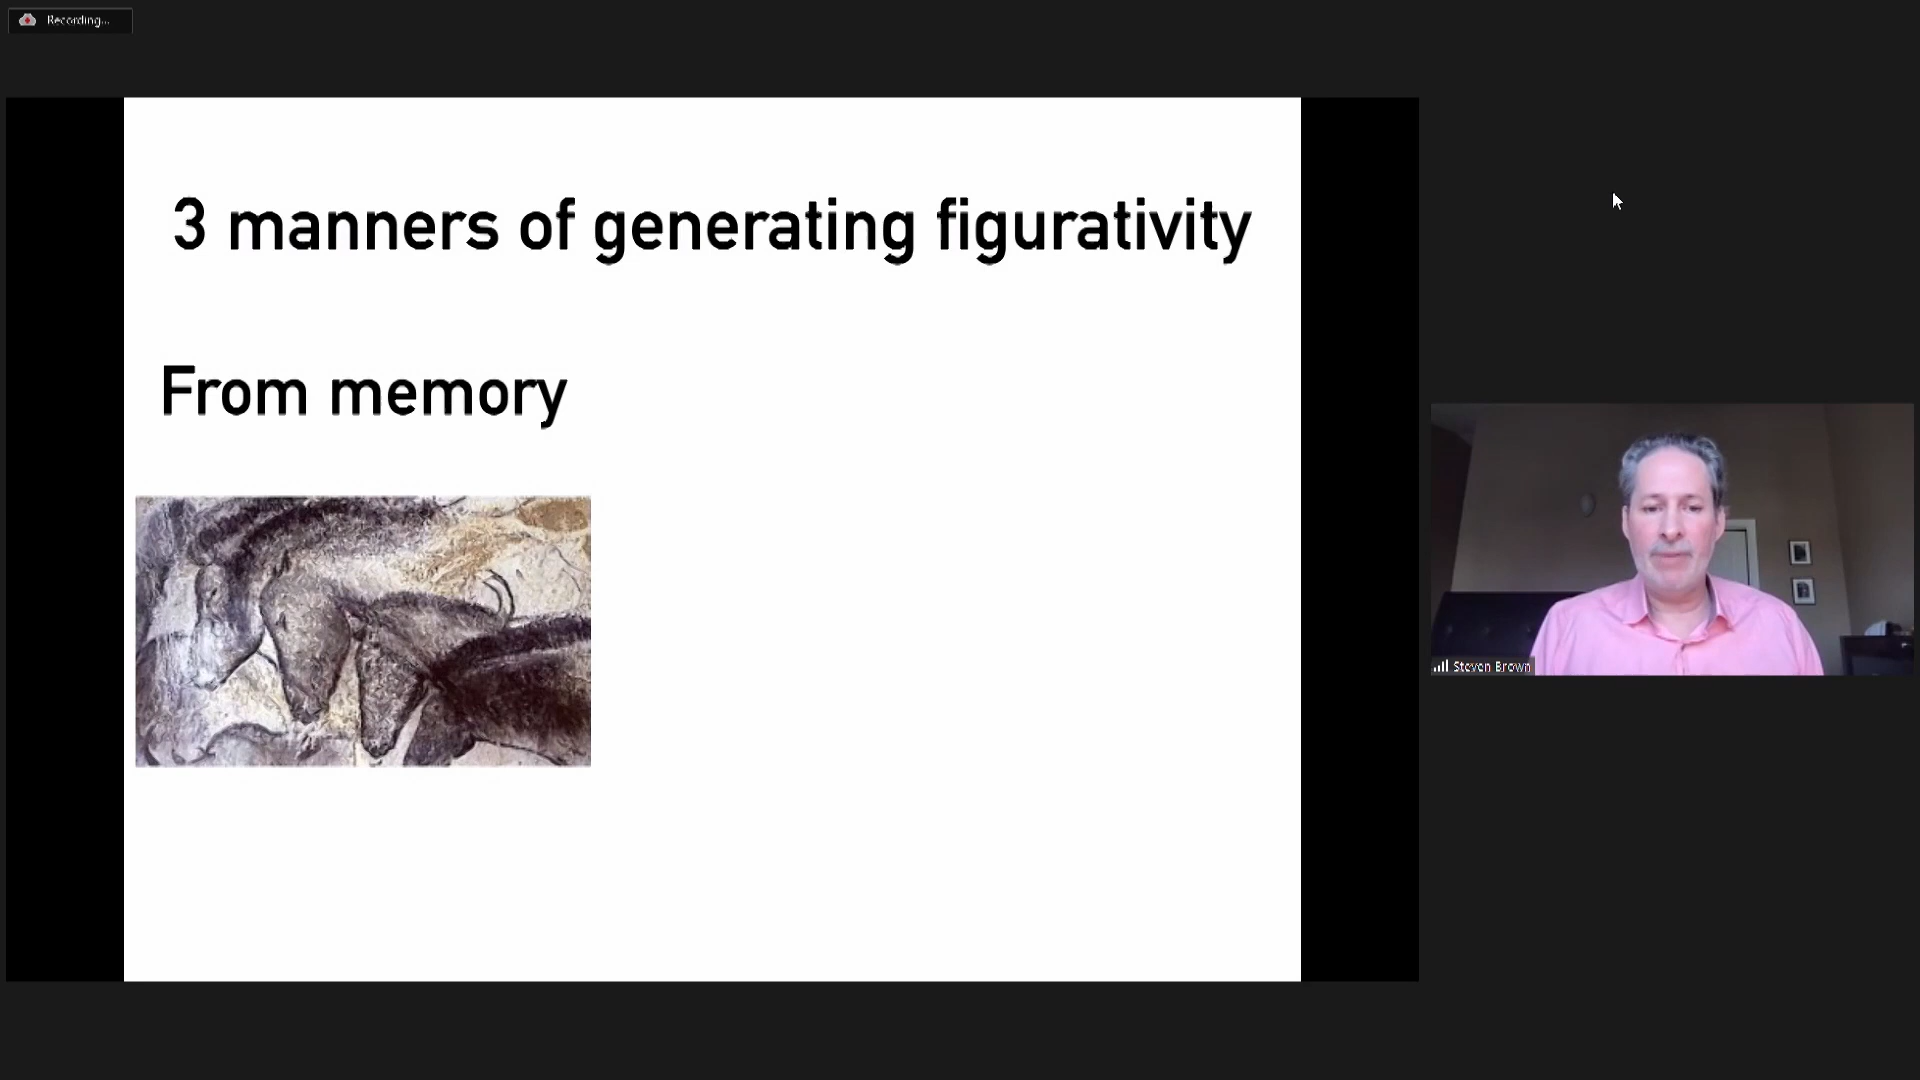 Recording...
3 manners of generating figurativity
From memory
Steven Brown